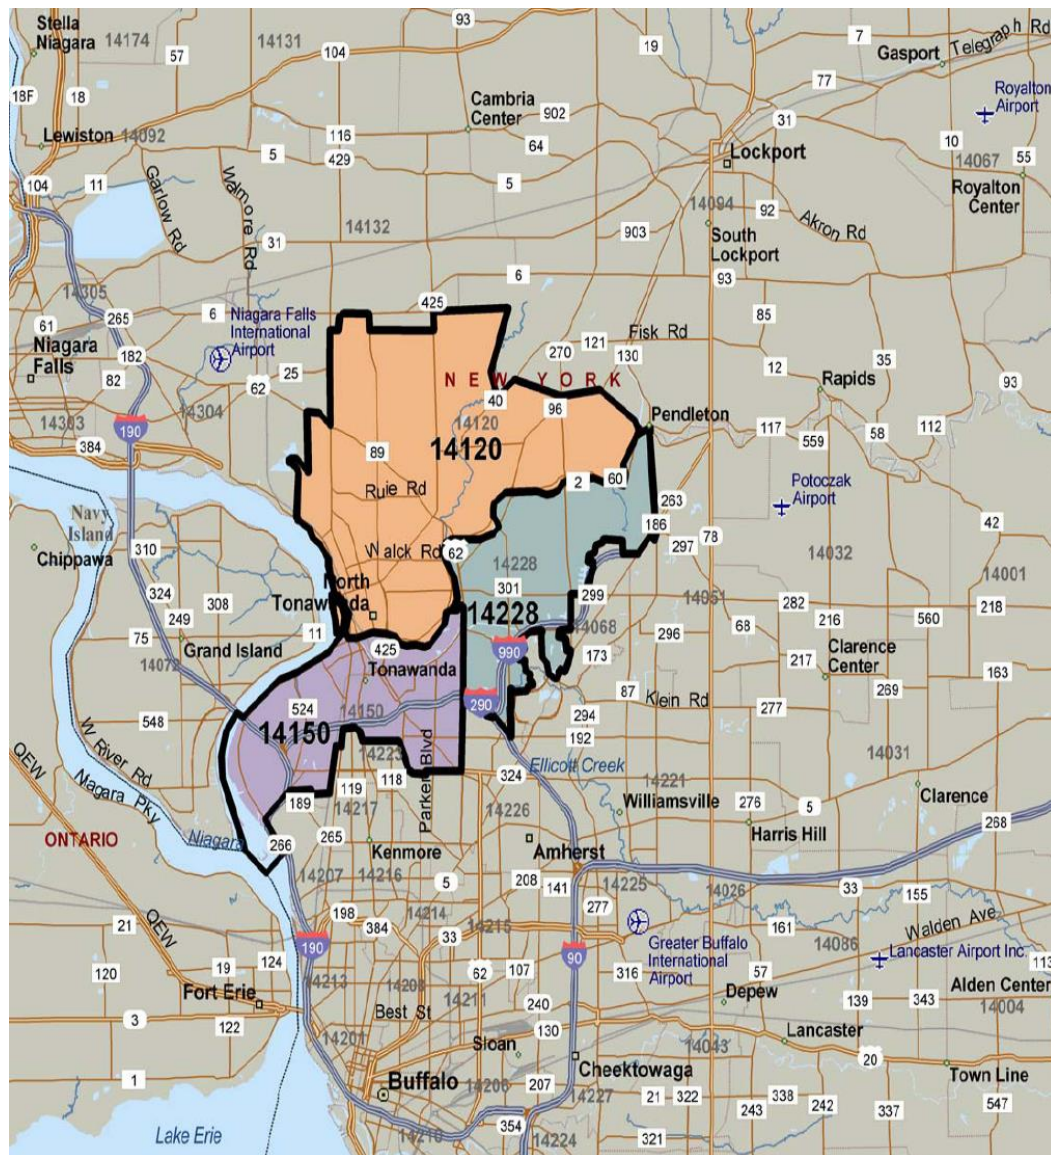 93
Stella
Niagara
14174
14131
57
104
19
7
Gasport
Telegraph Rd
77
18F
18
Cambria
Center
902
Royalton
Airport
31
Lewiston
14092
116
64
10
14067
55
104
11
5
429
5
Lockport
Royalton
Center
Garlow Rd
Walmore Rd
14132
14094
92
Akron Rd
31
903
South
Lockport
6
93
14305
265
425
61
6
Niagara Falls
International
Airport
85
Niagara
Falls
182
270
121
130
Fisk Rd
35
82
25
62
NEW YORK
12
Rapids
93
14303
14304
40
96
14120
Pendleton
190
117
559
58
112
384
89
14120
Ruie Rd
2
60
263
Potoczak
Airport
Navy
Island
186
42
Chippawa
310
Walck Rd
62
297
78
14032
14228
14001
324
308
North
Tonawanda
301
299
14051
282
218
249
14228
216
560
75
11
14068
296
68
Grand Island
425
990
173
217
Clarence
Center
14072
Tonawanda
163
269
548
524
14150
290
87
Klein Rd
277
294
14150
192
QEW
W River Rd
14223
Parker Blvd
14031
Niagara Pky
118
324
Ellicott Creek
14221
119
189
14217
Clarence
Williamsville
276
5
ONTARIO
Niagara
266
265
14226
Harris Hill
268
Kenmore
Amherst
14207
14216
208
141
14225
14026
33
155
5
277
21
QEW
198
384
14214
33
14215
161
Walden Ave
190
90
Greater Buffalo
International
Airport
14086
Lancaster Airport Inc.
113
120
19
124
14213
14208
62
107
316
57
Fort Erie
14211
240
Depew
139
343
Alden Center
14004
3
122
Best St
130
Lancaster
14201
Sloan
14043
20
1
Buffalo
Cheektowaga
Town Line
14206
207
14227
21
322
338
243
242
337
547
Lake Erie
14210
354
14224
321